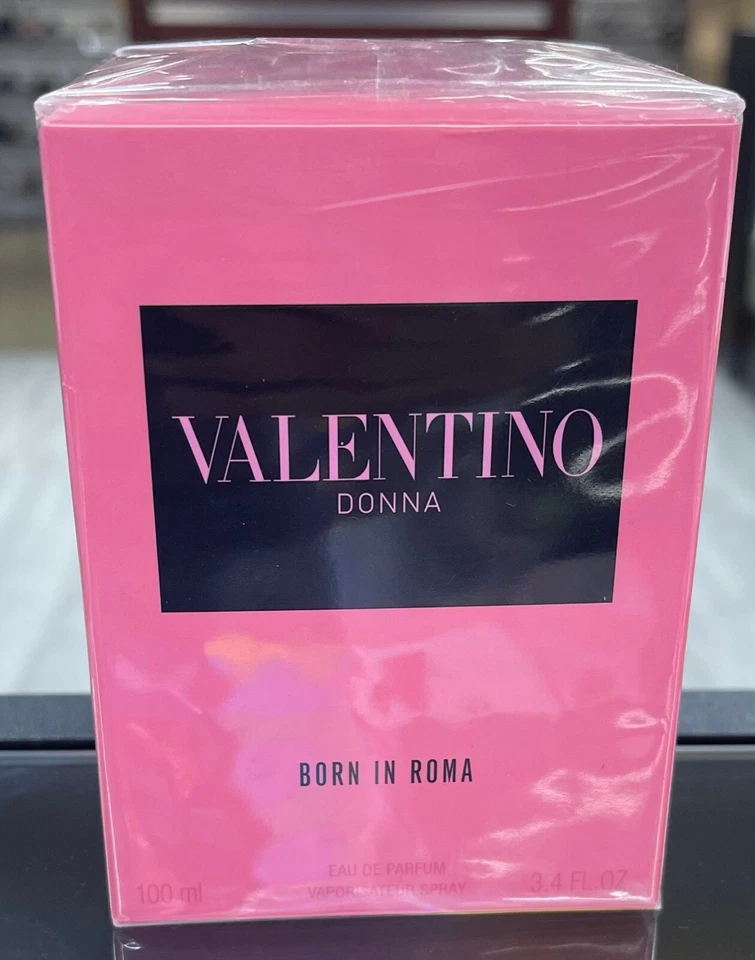 VALENTINO
DONNA
BORN IN ROMA
EAU DE PARFUM
100 ml VAPORISATEUR SPRAY 3.4 FL.OZ